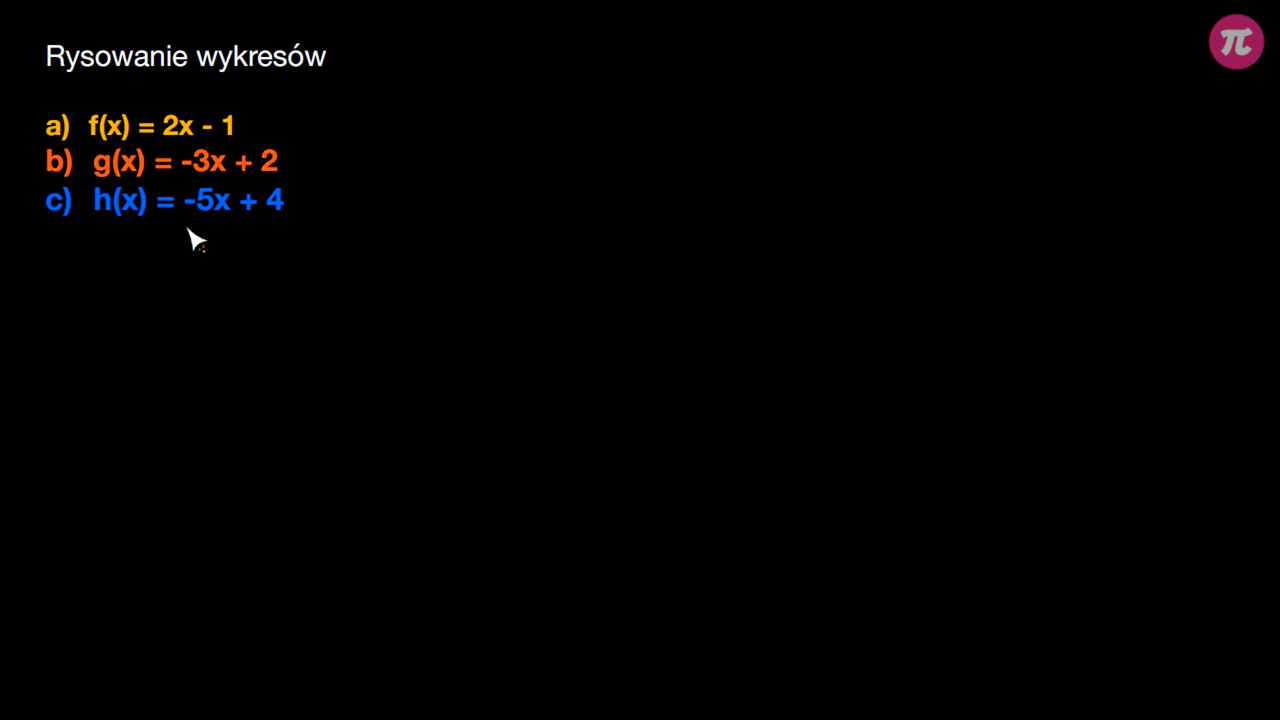 Rysowanie wykresów
a) f(x) = 2x - 1
b) g(x) = -3x + 2
c) h(x) = -5x + 4
π